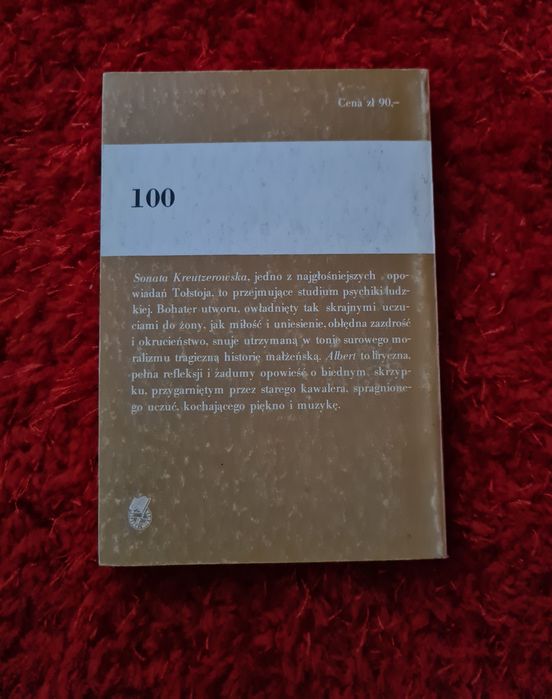 Cena zł 90,–
100
Sonata Kreutzerowska, jedno z najgłośniejszych opo-
wiadań Tołstoja, to przejmujące studium psychiki ludz-
kiej. Bohater utworu, owładnięty tak skrajnymi uczu-
ciami do żony, jak miłość i uniesienie, obłędna zazdrość
i okrucieństwo, snuje utrzymaną w tonie surowego mo-
ralizmu tragiczną historię małżeńską. Albert to liryczna,
pełna refleksji i zadumy opowieść o biednym, skrzyp-
ku, przygarniętym przez starego kawalera, spragnione-
go uczuć, kochającego piękno i muzykę.